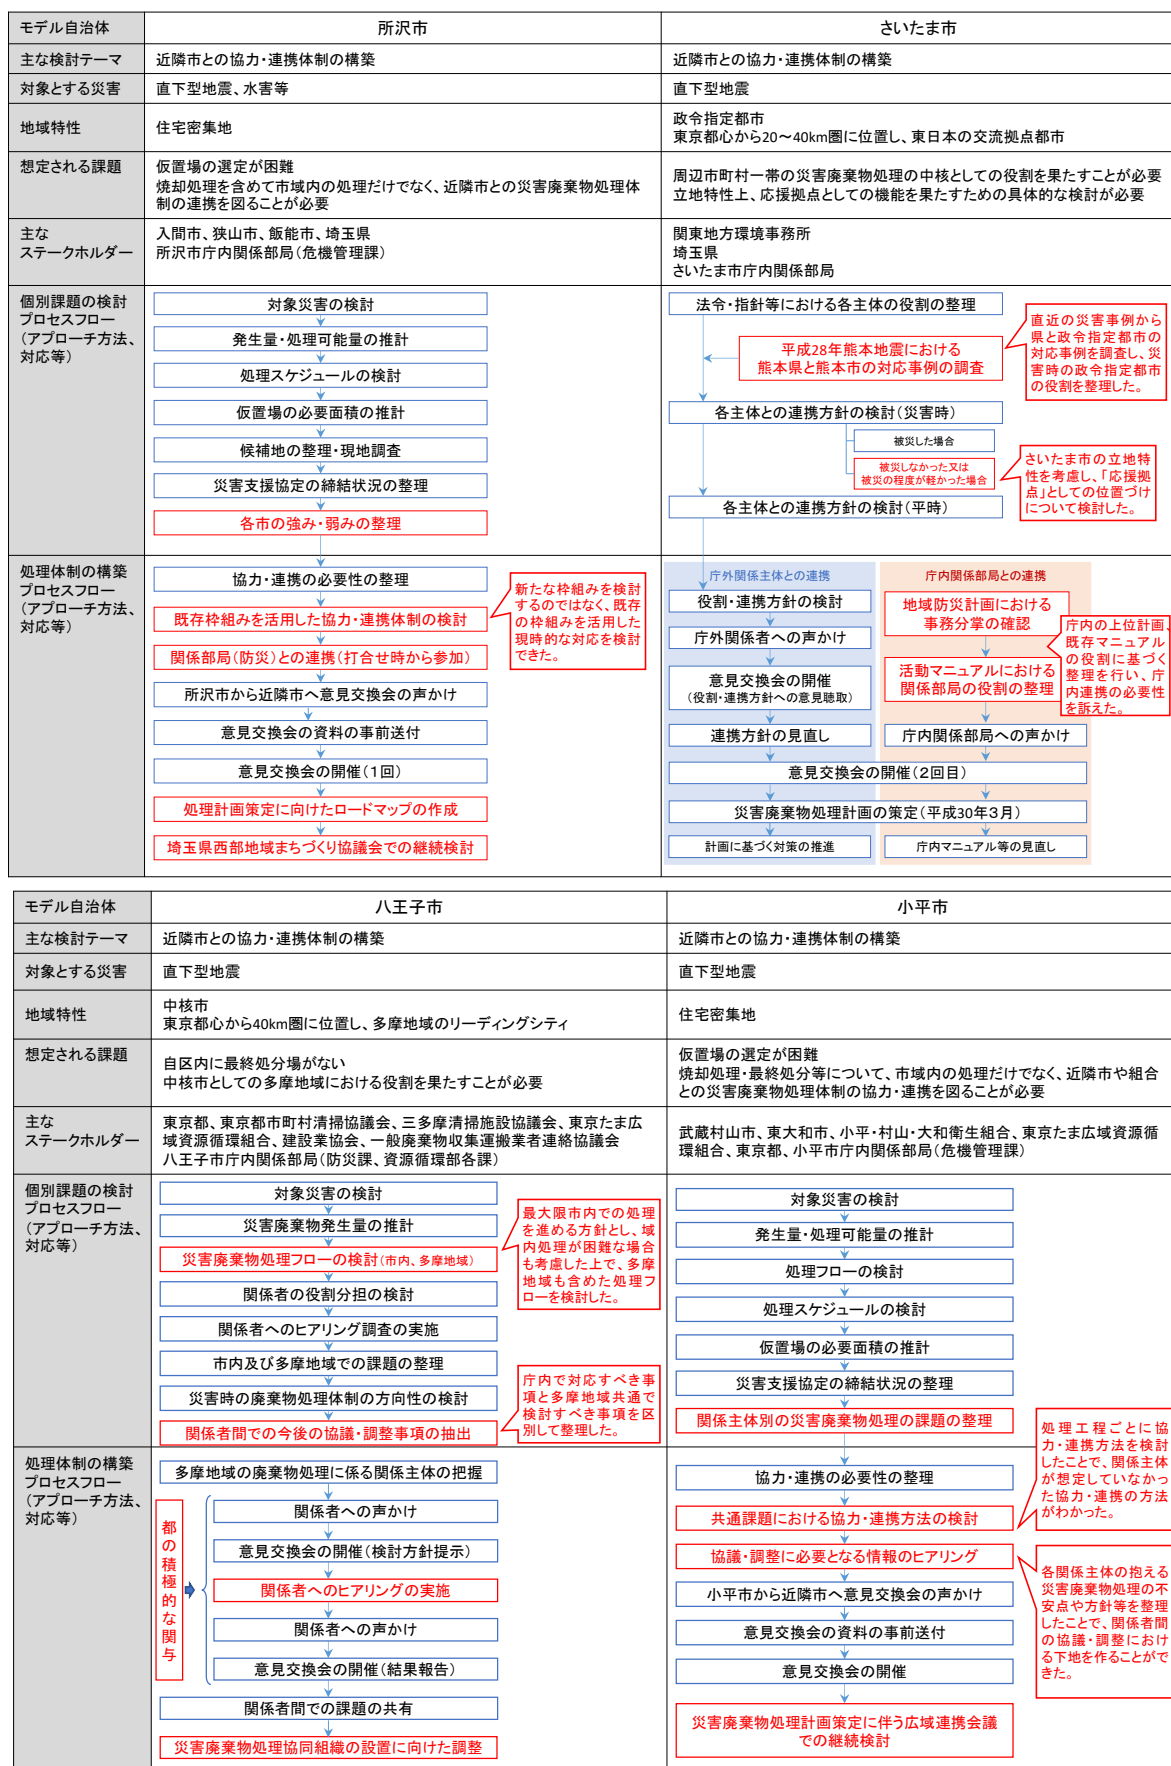 モデル自治体
所沢市
さいたま市
主な検討テーマ
近隣市との協力・連携体制の構築
近隣市との協力・連携体制の構築
対象とする災害
直下型地震、水害等
直下型地震
地域特性
住宅密集地
政令指定都市
東京都心から20～40km圏に位置し、東日本の交流拠点都市
想定される課題
仮置場の選定が困難
焼却処理を含めて市域内の処理だけでなく、近隣市との災害廃棄物処理体
制の連携を図ることが必要
周辺市町村一帯の災害廃棄物処理の中核としての役割を果たすことが必要
立地特性上、応援拠点としての機能を果たすための具体的な検討が必要
主な
ステークホルダー
入間市、狭山市、飯能市、埼玉県
所沢市庁内関係部局（危機管理課）
関東地方環境事務所
埼玉県
さいたま市庁内関係部局
個別課題の検討
プロセスフロー
（アプローチ方法、
対応等）
対象災害の検討
発生量・処理可能量の推計
処理スケジュールの検討
仮置場の必要面積の推計
候補地の整理・現地調査
災害支援協定の締結状況の整理
各市の強み・弱みの整理
法令・指針等における各主体の役割の整理
平成28年熊本地震における
熊本県と熊本市の対応事例の調査
直近の災害事例から
県と政令指定都市の
対応事例を調査し、災
害時の政令指定都市
の役割を整理した。
各主体との連携方針の検討（災害時）
被災した場合
被災しなかった又は
被災の程度が軽かった場合
さいたま市の立地特
性を考慮し、「応援拠
点」としての位置づけ
について検討した。
各主体との連携方針の検討（平時）
処理体制の構築
プロセスフロー
（アプローチ方法、
対応等）
協力・連携の必要性の整理
既存枠組みを活用した協力・連携体制の検討
関係部局（防災）との連携（打合せ時から参加）
所沢市から近隣市へ意見交換会の声かけ
意見交換会の資料の事前送付
意見交換会の開催（1回）
処理計画策定に向けたロードマップの作成
埼玉県西部地域まちづくり協議会での継続検討
新たな枠組みを検討
するのではなく、既存
の枠組みを活用した
現時的な対応を検討
できた。
庁外関係主体との連携
役割・連携方針の検討
庁外関係者への声かけ
意見交換会の開催
（役割・連携方針への意見聴取）
連携方針の見直し
庁内関係部局との連携
地域防災計画における
事務分掌の確認
活動マニュアルにおける
関係部局の役割の整理
庁内関係部局への声かけ
庁内の上位計画、
既存マニュアル
の役割に基づく
整理を行い、庁
内連携の必要性
を訴えた。
意見交換会の開催（2回目）
災害廃棄物処理計画の策定（平成30年3月）
計画に基づく対策の推進
庁内マニュアル等の見直し
モデル自治体
八王子市
小平市
主な検討テーマ
近隣市との協力・連携体制の構築
近隣市との協力・連携体制の構築
対象とする災害
直下型地震
直下型地震
地域特性
中核市
東京都心から40km圏に位置し、多摩地域のリーディングシティ
住宅密集地
想定される課題
自区内に最終処分場がない
中核市としての多摩地域における役割を果たすことが必要
仮置場の選定が困難
焼却処理・最終処分等について、市域内の処理だけでなく、近隣市や組合
との災害廃棄物処理体制の協力・連携を図ることが必要
主な
ステークホルダー
東京都、東京都市町村清掃協議会、三多摩清掃施設協議会、東京たま広
域資源循環組合、建設業協会、一般廃棄物収集運搬業者連絡協議会
八王子市庁内関係部局（防災課、資源循環部各課）
武蔵村山市、東大和市、小平・村山・大和衛生組合、東京たま広域資源循
環組合、東京都、小平市庁内関係部局（危機管理課）
個別課題の検討
プロセスフロー
（アプローチ方法、
対応等）
対象災害の検討
災害廃棄物発生量の推計
災害廃棄物処理フローの検討（市内、多摩地域）
関係者の役割分担の検討
関係者へのヒアリング調査の実施
市内及び多摩地域での課題の整理
災害時の廃棄物処理体制の方向性の検討
関係者間での今後の協議・調整事項の抽出
最大限市内での処理
を進める方針とし、域
内処理が困難な場合
も考慮した上で、多摩
地域も含めた処理フ
ローを検討した。
庁内で対応すべき事
項と多摩地域共通で
検討すべき事項を区
別して整理した。
対象災害の検討
発生量・処理可能量の推計
処理フローの検討
処理スケジュールの検討
仮置場の必要面積の推計
災害支援協定の締結状況の整理
関係主体別の災害廃棄物処理の課題の整理
処理工程ごとに協
力・連携方法を検討
したことで、関係主体
が想定していなかっ
た協力・連携の方法
がわかった。
処理体制の構築
プロセスフロー
（アプローチ方法、
対応等）
多摩地域の廃棄物処理に係る関係主体の把握
都の積極的な関与
関係者への声かけ
意見交換会の開催（検討方針提示）
関係者へのヒアリングの実施
関係者への声かけ
意見交換会の開催（結果報告）
関係者間での課題の共有
災害廃棄物処理協同組織の設置に向けた調整
協力・連携の必要性の整理
共通課題における協力・連携方法の検討
協議・調整に必要となる情報のヒアリング
小平市から近隣市へ意見交換会の声かけ
意見交換会の資料の事前送付
意見交換会の開催
災害廃棄物処理計画策定に伴う広域連携会議
での継続検討
各関係主体の抱える
災害廃棄物処理の不
安点や方針等を整理
したことで、関係者間
の協議・調整におけ
る下地を作ることがで
きた。